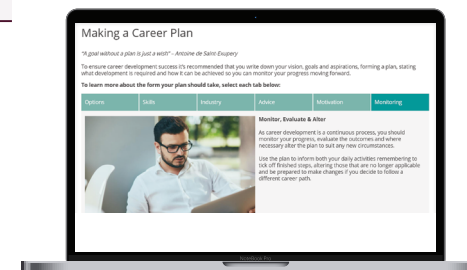 Making a Career Plan
"A goal without a plan is just a wish" – Antoine de Saint-Exupery
To ensure career development success it's recommended that you write down your vision, goals and aspirations, forming a plan, stating
what development is required and how it can be achieved so you can monitor your progress moving forward.
To learn more about the form your plan should take, select each tab below:
Options Skills Industry Advice Motivation Monitoring
Monitor, Evaluate & Alter
As career development is a continuous process, you should
monitor your progress, evaluate the outcomes and where
necessary alter the plan to suit any new circumstances.
Use the plan to inform both your daily activities remembering to
tick off finished steps, altering those that are no longer applicable
and be prepared to make changes if you decide to follow a
different career path.
NoteBook Pro